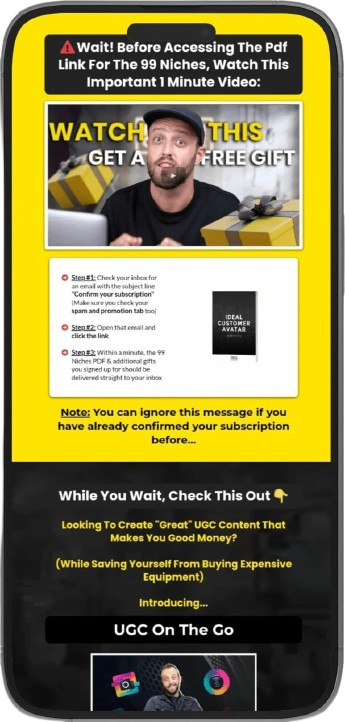 ⚠️Wait! Before Accessing The Pdf
Link For The 99 Niches, Watch This
Important 1 Minute Video:
WATCH THIS
GET A FREE GIFT
Step #1: Check your inbox for
an email with the subject line
"Confirm your subscription"
(Make sure you check your
spam and promotion tab too)
Step #2: Open that email and
click the link
Step #3: Within a minute, the 99
Niches PDF & additional gifts
you signed up for should be
delivered straight to your inbox
IDEAL
CUSTOMER
AVATAR
Note: You can ignore this message if you
have already confirmed your subscription
before...
While You Wait, Check This Out 👇
Looking To Create "Great" UGC Content That
Makes You Good Money?
(While Saving Yourself From Buying Expensive
Equipment)
Introducing...
UGC On The Go